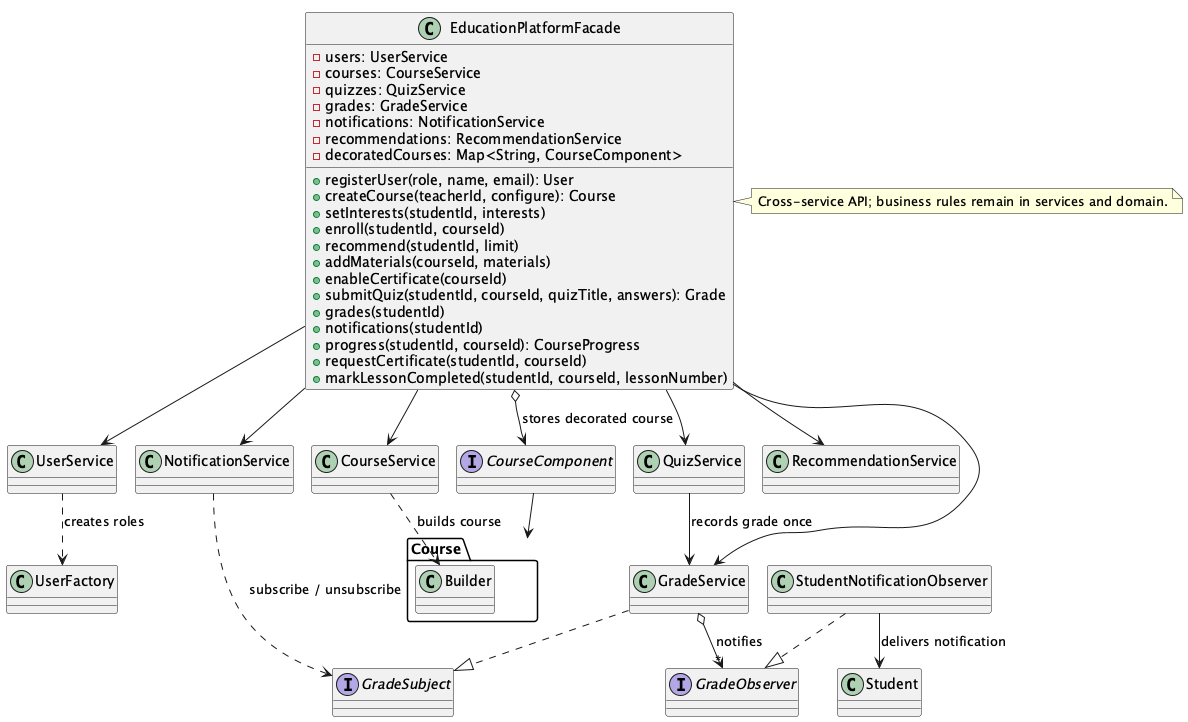 C EducationPlatformFacade
users: UserService
courses: CourseService
quizzes: QuizService
grades: GradeService
notifications: NotificationService
recommendations: RecommendationService
decoratedCourses: Map<String, CourseComponent>
registerUser(role, name, email): User
createCourse(teacherId, configure): Course
setInterests(studentId, interests)
enroll(studentId, courseId)
recommend(studentId, limit)
addMaterials(courseId, materials)
enableCertificate(courseId)
submitQuiz(studentId, courseId, quizTitle, answers): Grade
grades(studentId)
notifications(studentId)
progress(studentId, courseId): CourseProgress
requestCertificate(studentId, courseId)
markLessonCompleted(studentId, courseId, lessonNumber)
Cross-service API; business rules remain in services and domain.
stores decorated course
C UserService
C NotificationService
C CourseService
I CourseComponent
C QuizService
C RecommendationService
creates roles
builds course
records grade once
Course
C UserFactory
C Builder
C GradeService
C StudentNotificationObserver
subscribe / unsubscribe
notifies
*
delivers notification
I GradeSubject
I GradeObserver
C Student